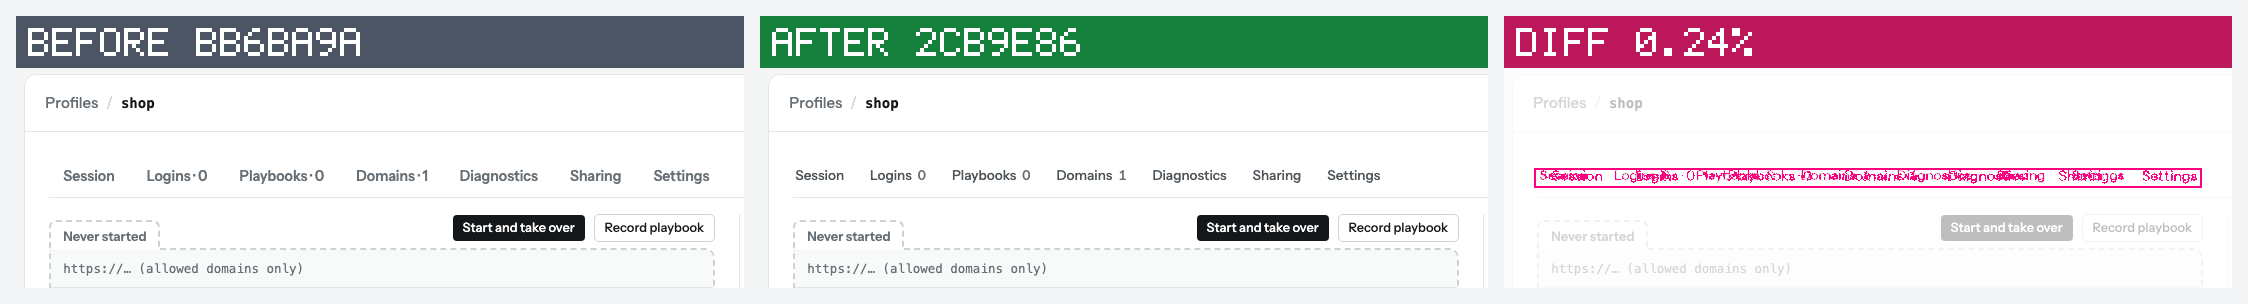 BEFORE BB6BA9A
Profiles / shop
Session Logins·0 Playbooks·0 Domains·1 Diagnostics Sharing Settings
Never started Start and take over Record playbook
https://… (allowed domains only)
AFTER 2CB9E86
Profiles / shop
Session Logins 0 Playbooks 0 Domains 1 Diagnostics Sharing Settings
Never started Start and take over Record playbook
https://… (allowed domains only)
DIFF 0.24%
Profiles / shop
Settings
Never started Start and take over Record playbook
https://… (allowed domains only)